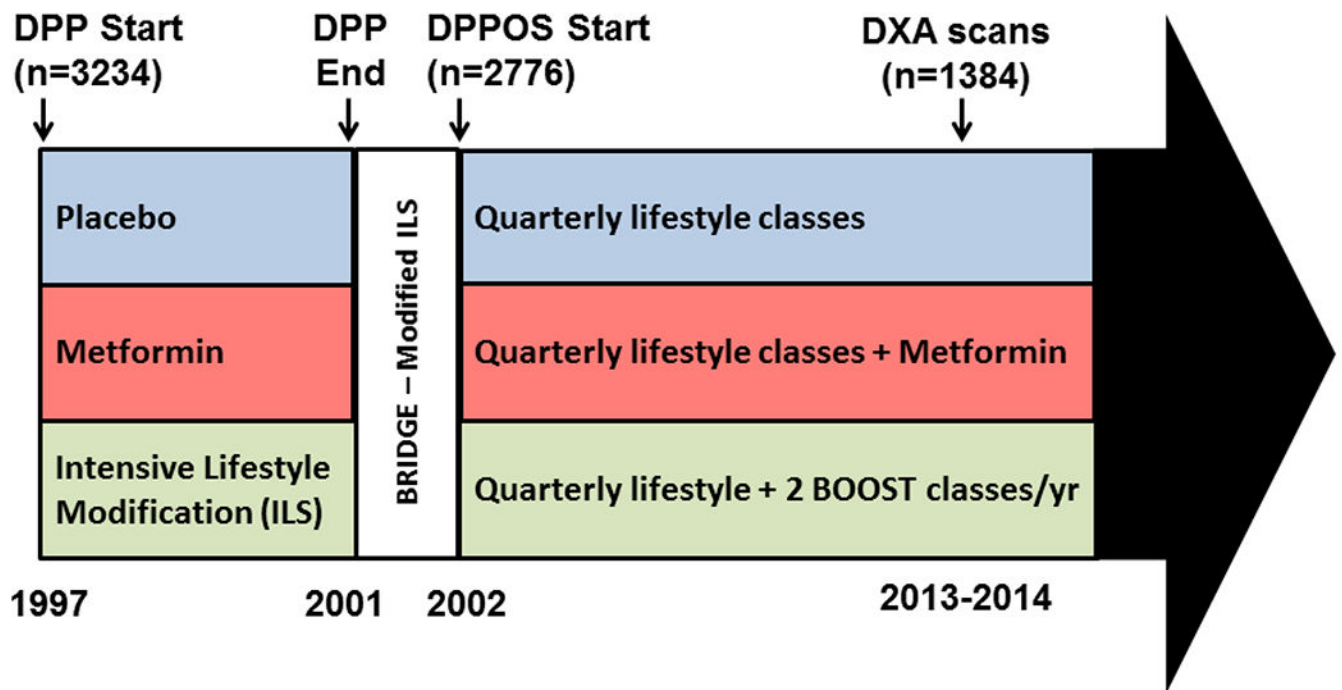 DPP Start
(n=3234)
DPP
End
DPPOS Start
(n=2776)
DXA scans
(n=1384)
Placebo
Metformin
Intensive Lifestyle
Modification (ILS)
BRIDGE – Modified ILS
Quarterly lifestyle classes
Quarterly lifestyle classes + Metformin
Quarterly lifestyle + 2 BOOST classes/yr
1997
2001
2002
2013-2014